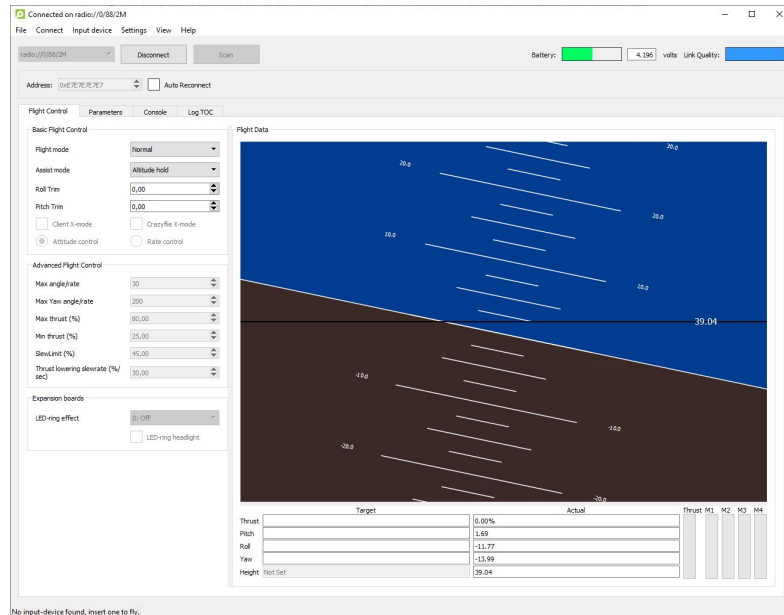 Connected on radio://0/88/2M
File Connect Input device Settings View Help
radio://0/88/2M Disconnect Scan Battery: 4.196 volts Link Quality:
Address: 0xE7E7E7E7E7 Auto Reconnect
Flight Control Parameters Console Log TOC
Basic Flight Control
Flight mode Normal
Assist mode Altitude hold
Roll Trim 0,00
Pitch Trim 0,00
Client X-mode Crazyflie X-mode
Attitude control Rate control
Advanced Flight Control
Max angle/rate 30
Max Yaw angle/rate 200
Max thrust (%) 80,00
Min thrust (%) 25,00
SlewLimit (%) 45,00
Thrust lowering slewrate (%/
sec) 30,00
Expansion boards
LED-ring effect 0: Off
LED-ring headlight
Flight Data
30.0
20.0
20.0
10.0
10.0
39.04
-10.0
-10.0
-20.0
-20.0
Target Actual Thrust M1 M2 M3 M4
Thrust 0.00%
Pitch 1.69
Roll -11.77
Yaw -13.99
Height Not Set 39.04
No input-device found, insert one to fly.